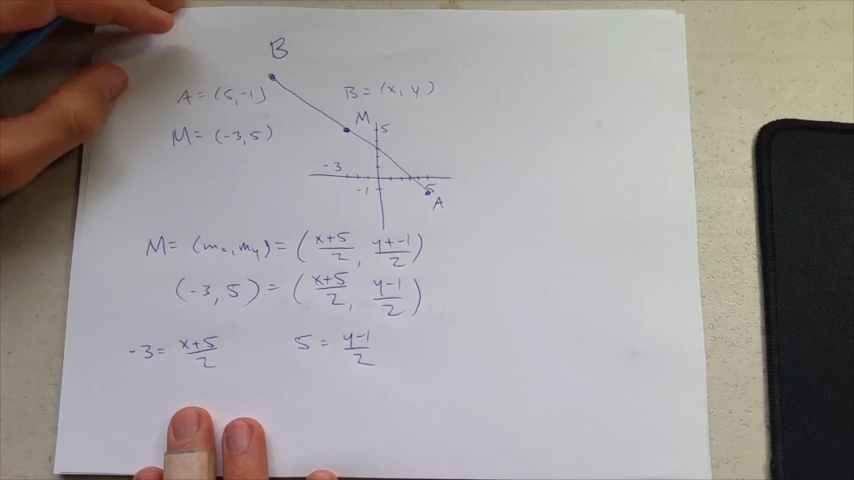 B
A = (5,-1)
B = (x, y)
M = (-3,5)
M
5
-3
-1
5
A
M = (mx, my) = (x+5/2, y+-1/2)
(-3, 5) = (x+5/2, y-1/2)
-3 = x+5/2
5 = y-1/2